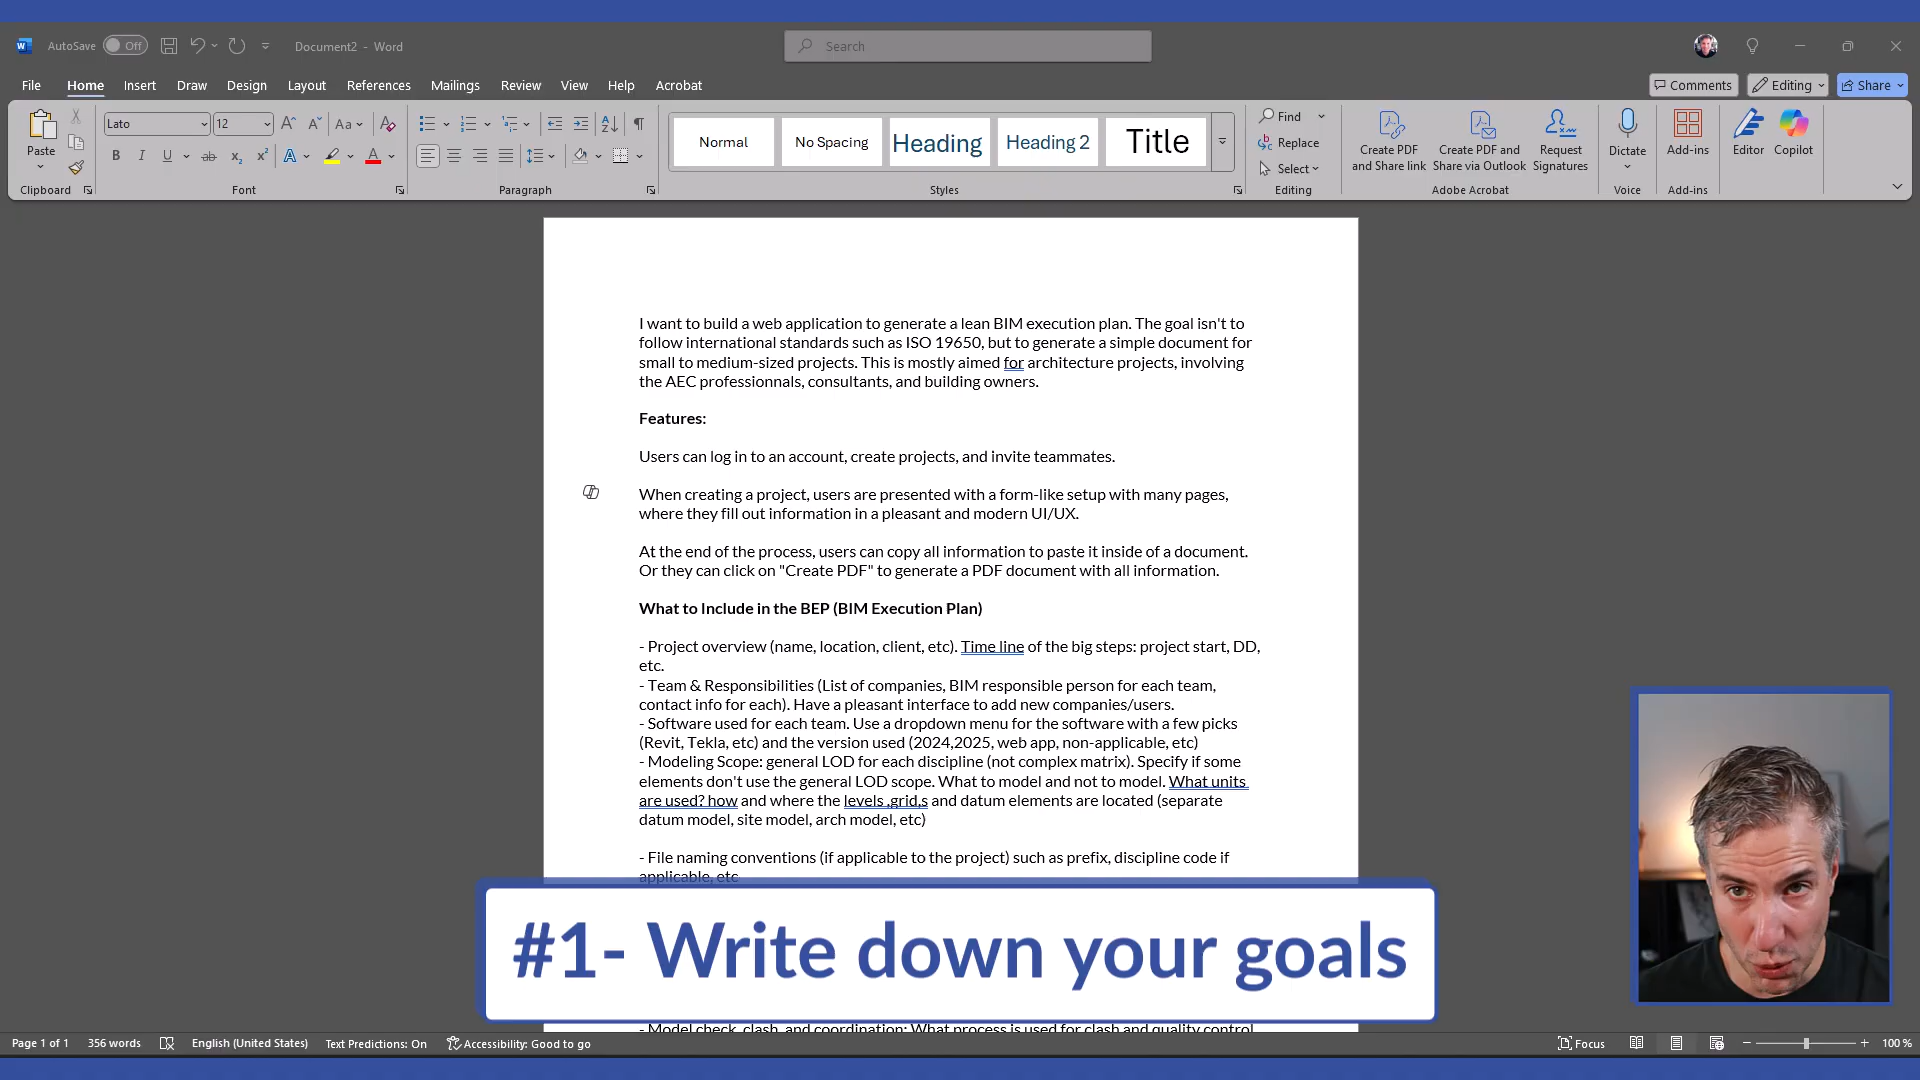 AutoSave Off Document2 - Word Search
File Home Insert Draw Design Layout References Mailings Review View Help Acrobat Comments Editing Share
Lato 12 Aa
Paste
Normal No Spacing Heading Heading 2 Title
Find
Replace
Select
Create PDF and Share link
Create PDF and Share via Outlook
Request Signatures
Dictate
Add-ins
Editor
Copilot
Clipboard Font Paragraph Styles Editing Adobe Acrobat Voice Add-ins
I want to build a web application to generate a lean BIM execution plan. The goal isn't to
follow international standards such as ISO 19650, but to generate a simple document for
small to medium-sized projects. This is mostly aimed for architecture projects, involving
the AEC professionnals, consultants, and building owners.
Features:
Users can log in to an account, create projects, and invite teammates.
When creating a project, users are presented with a form-like setup with many pages,
where they fill out information in a pleasant and modern UI/UX.
At the end of the process, users can copy all information to paste it inside of a document.
Or they can click on "Create PDF" to generate a PDF document with all information.
What to Include in the BEP (BIM Execution Plan)
- Project overview (name, location, client, etc). Time line of the big steps: project start, DD,
etc.
- Team & Responsibilities (List of companies, BIM responsible person for each team,
contact info for each). Have a pleasant interface to add new companies/users.
- Software used for each team. Use a dropdown menu for the software with a few picks
(Revit, Tekla, etc) and the version used (2024,2025, web app, non-applicable, etc)
- Modeling Scope: general LOD for each discipline (not complex matrix). Specify if some
elements don't use the general LOD scope. What to model and not to model. What units
are used? how and where the levels ,grid,s and datum elements are located (separate
datum model, site model, arch model, etc)
- File naming conventions (if applicable to the project) such as prefix, discipline code if
applicable, etc
#1- Write down your goals
- Model check, clash, and coordination: What process is used for clash and quality control
Page 1 of 1 356 words English (United States) Text Predictions: On Accessibility: Good to go Focus 100%